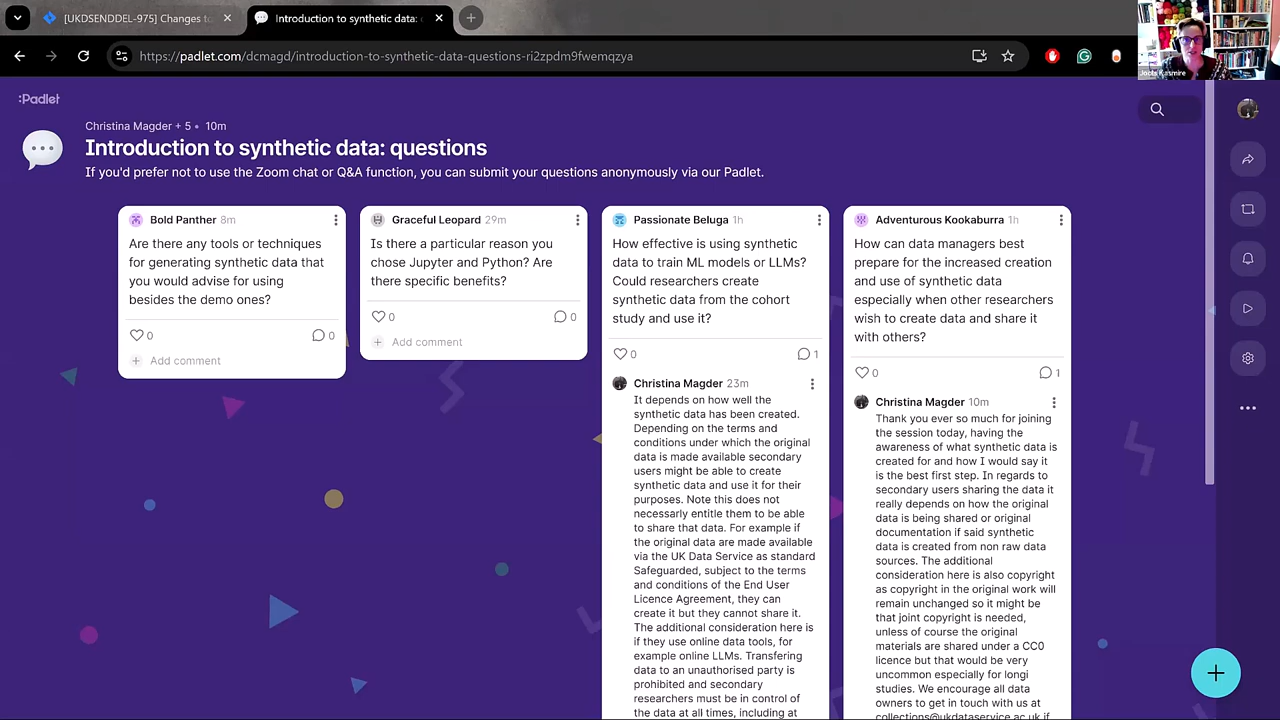 [UKDSENDDEL-975] Changes to
Introduction to synthetic data:
https://padlet.com/dcmagd/introduction-to-synthetic-data-questions-ri2zpdm9fwemqzya
Joola Kasmire
:Padlet
Christina Magder + 5 • 10m
Introduction to synthetic data: questions
If you'd prefer not to use the Zoom chat or Q&A function, you can submit your questions anonymously via our Padlet.
Bold Panther 8m
Are there any tools or techniques
for generating synthetic data that
you would advise for using
besides the demo ones?
0
0
Add comment
Graceful Leopard 29m
Is there a particular reason you
chose Jupyter and Python? Are
there specific benefits?
0
0
Add comment
Passionate Beluga 1h
How effective is using synthetic
data to train ML models or LLMs?
Could researchers create
synthetic data from the cohort
study and use it?
0
1
Christina Magder 23m
It depends on how well the
synthetic data has been created.
Depending on the terms and
conditions under which the original
data is made available secondary
users might be able to create
synthetic data and use it for their
purposes. Note this does not
necessarily entitle them to be able
to share that data. For example if
the original data are made available
via the UK Data Service as standard
Safeguarded, subject to the terms
and conditions of the End User
Licence Agreement, they can
create it but they cannot share it.
The additional consideration here is
if they use online data tools, for
example online LLMs. Transfering
data to an unauthorised party is
prohibited and secondary
researchers must be in control of
the data at all times, including at
Adventurous Kookaburra 1h
How can data managers best
prepare for the increased creation
and use of synthetic data
especially when other researchers
wish to create data and share it
with others?
0
1
Christina Magder 10m
Thank you ever so much for joining
the session today, having the
awareness of what synthetic data is
created for and how I would say it
is the best first step. In regards to
secondary users sharing the data it
really depends on how the original
data is being shared or original
documentation if said synthetic
data is created from non raw data
sources. The additional
consideration here is also copyright
as copyright in the original work will
remain unchanged so it might be
that joint copyright is needed,
unless of course the original
materials are shared under a CC0
licence but that would be very
uncommon especially for longi
studies. We encourage all data
owners to get in touch with us at
collections@ukdataservice.ac.uk if